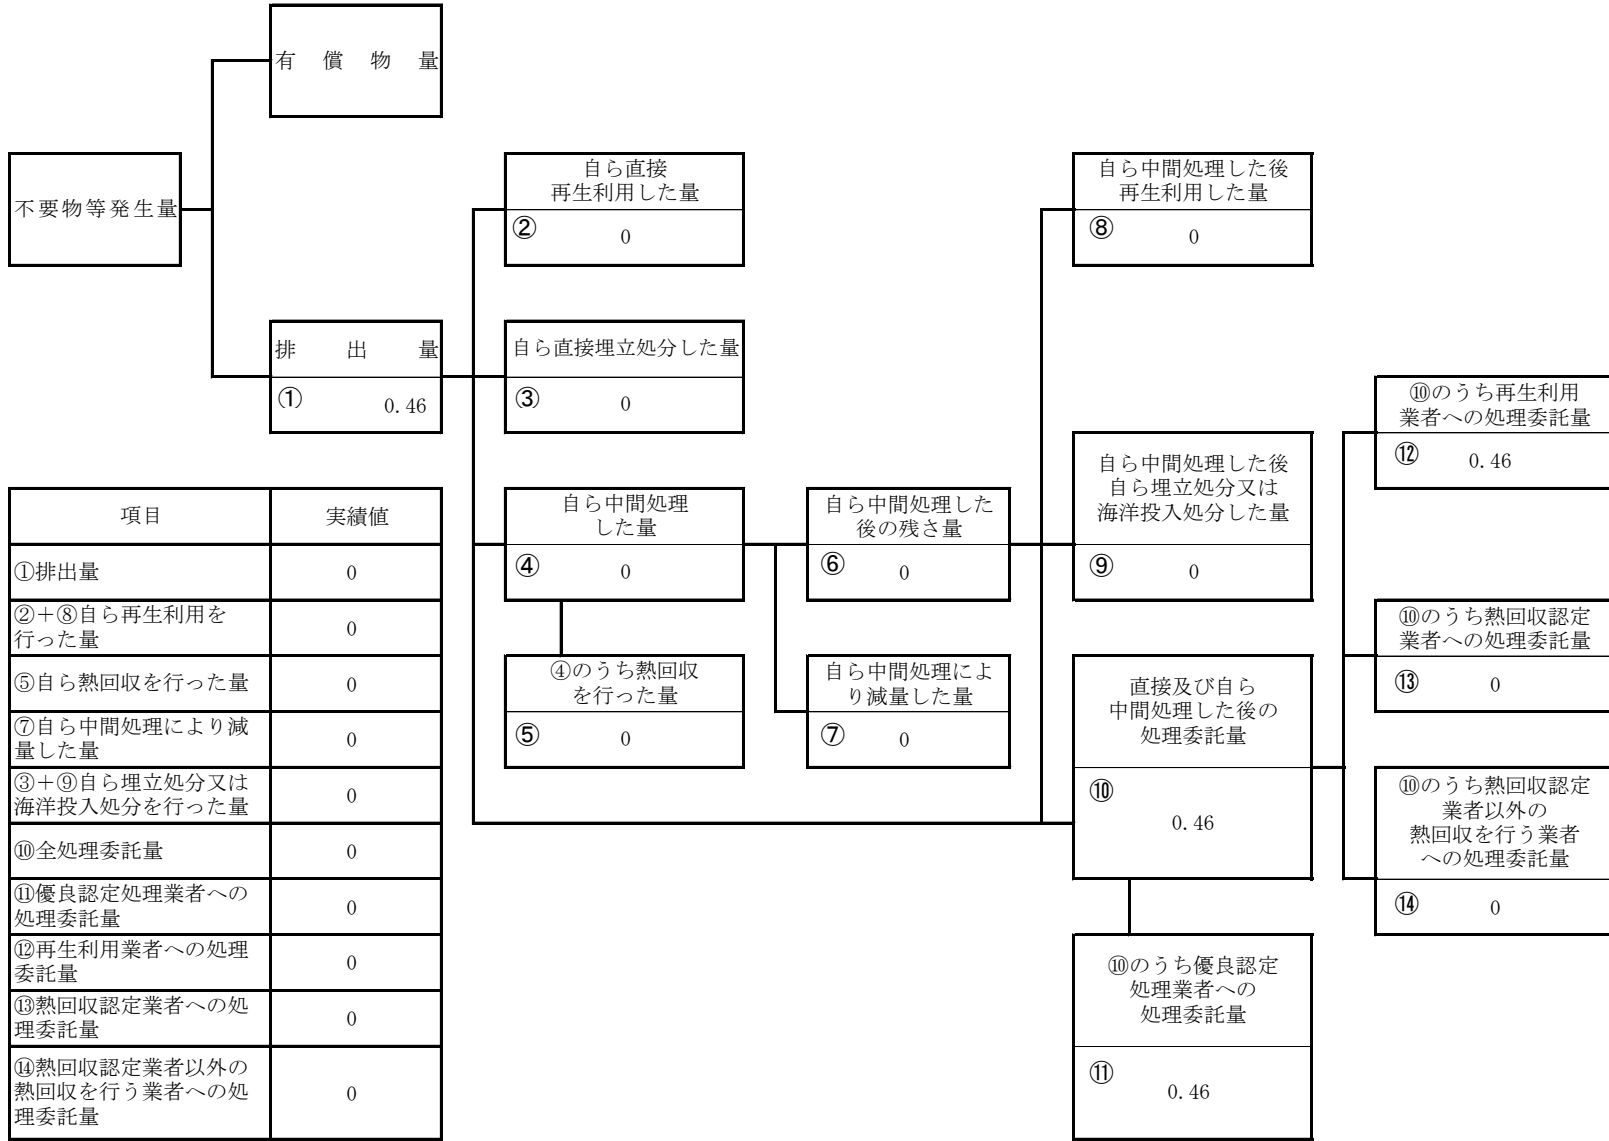 有償物量
不要物等発生量
排出量
①
0.46
自ら直接
再生利用した量
②
0
自ら直接埋立処分した量
③
0
自ら中間処理
した量
④
0
④のうち熱回収
を行った量
⑤
0
自ら中間処理した
後の残さ量
⑥
0
自ら中間処理によ
り減量した量
⑦
0
自ら中間処理した後
再生利用した量
⑧
0
自ら中間処理した後
自ら埋立処分又は
海洋投入処分した量
⑨
0
直接及び自ら
中間処理した後の
処理委託量
⑩
0.46
⑩のうち優良認定
処理業者への
処理委託量
⑪
0.46
⑩のうち再生利用
業者への処理委託量
⑫
0.46
⑩のうち熱回収認定
業者への処理委託量
⑬
0
⑩のうち熱回収認定
業者以外の
熱回収を行う業者
への処理委託量
⑭
0
項目
実績値
①排出量
0
②＋⑧自ら再生利用を
行った量
0
⑤自ら熱回収を行った量
0
⑦自ら中間処理により減
量した量
0
③＋⑨自ら埋立処分又は
海洋投入処分を行った量
0
⑩全処理委託量
0
⑪優良認定処理業者への
処理委託量
0
⑫再生利用業者への処理
委託量
0
⑬熱回収認定業者への処
理委託量
0
⑭熱回収認定業者以外の
熱回収を行う業者への処
理委託量
0